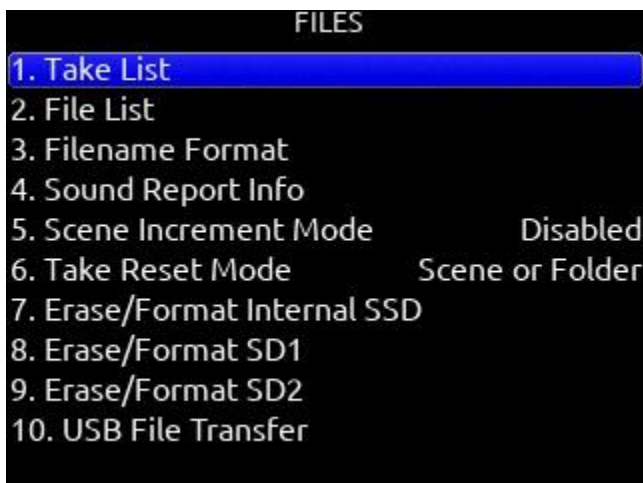 FILES
1. Take List
2. File List
3. Filename Format
4. Sound Report Info
5. Scene Increment Mode Disabled
6. Take Reset Mode Scene or Folder
7. Erase/Format Internal SSD
8. Erase/Format SD1
9. Erase/Format SD2
10. USB File Transfer